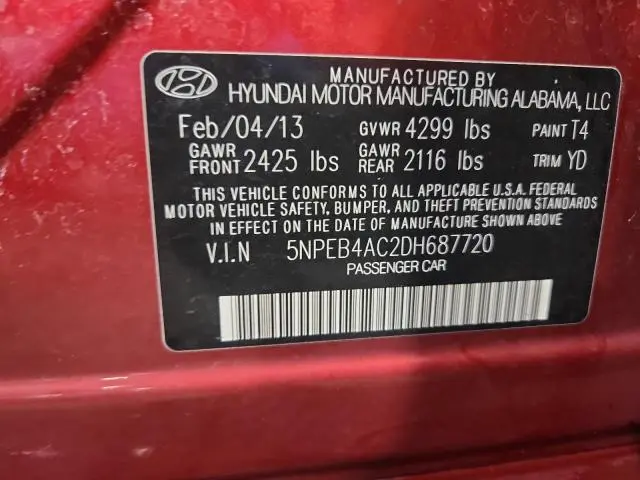 MANUFACTURED BY
HYUNDAI MOTOR MANUFACTURING ALABAMA, LLC
Feb/04/13 GVWR 4299 lbs PAINT T4
GAWR FRONT 2425 lbs GAWR REAR 2116 lbs TRIM YD
THIS VEHICLE CONFORMS TO ALL APPLICABLE U.S.A. FEDERAL
MOTOR VEHICLE SAFETY, BUMPER, AND THEFT PREVENTION STANDARDS
IN EFFECT ON THE DATE OF MANUFACTURE SHOWN ABOVE.
V.I.N 5NPEB4AC2DH687720
PASSENGER CAR